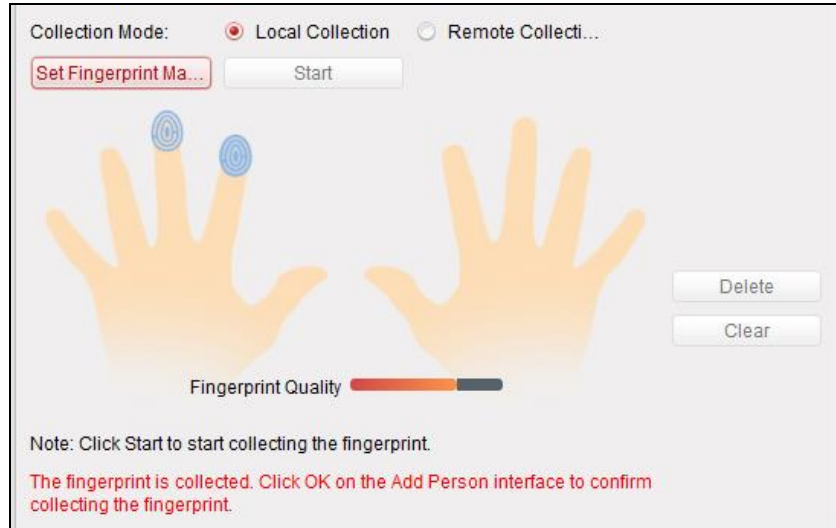 Collection Mode: Local Collection Remote Collecti...
Set Fingerprint Ma... Start
Delete
Clear
Fingerprint Quality
Note: Click Start to start collecting the fingerprint.
The fingerprint is collected. Click OK on the Add Person interface to confirm
collecting the fingerprint.